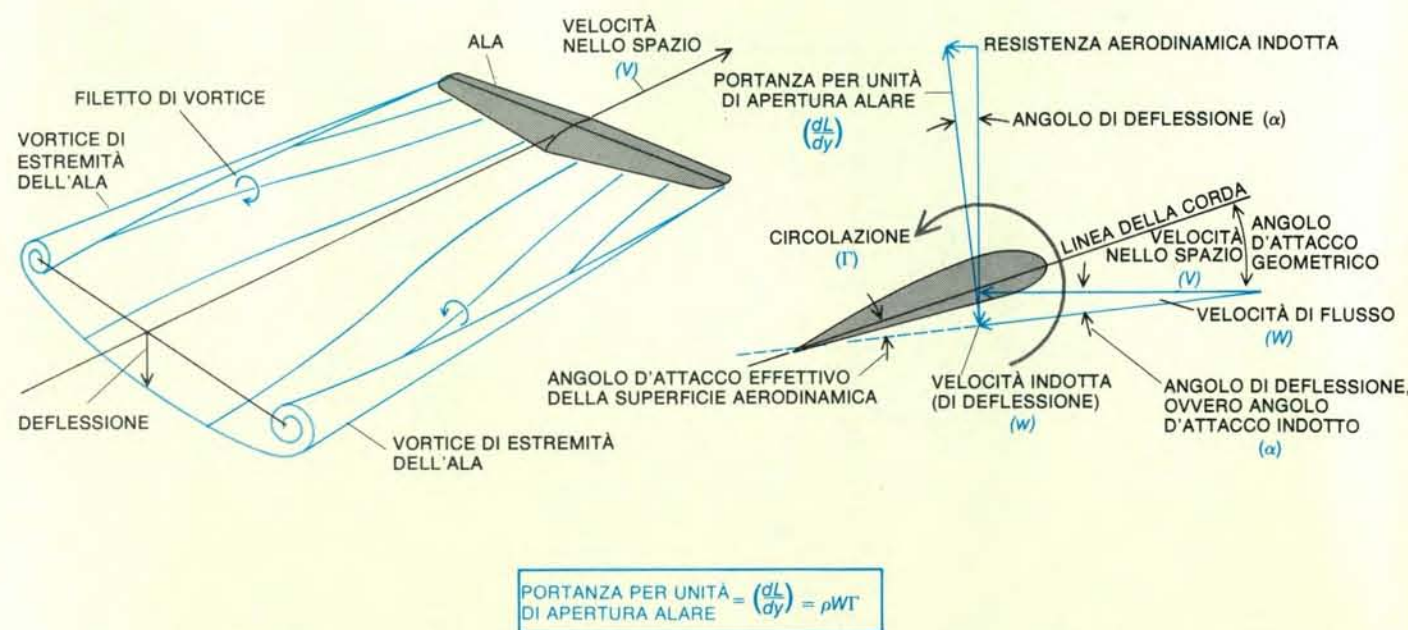 ALA
VELOCITÀ
NELLO SPAZIO
(V)
FILETTO DI VORTICE
VORTICE DI
ESTREMITÀ
DELL'ALA
DEFLESSIONE
VORTICE DI ESTREMITÀ
DELL'ALA
RESISTENZA AERODINAMICA INDOTTA
PORTANZA PER UNITÀ
DI APERTURA ALARE
(dL/dy)
ANGOLO DI DEFLESSIONE (α)
CIRCOLAZIONE
(Γ)
LINEA DELLA CORDA
VELOCITÀ
NELLO SPAZIO
(V)
ANGOLO
D'ATTACCO
GEOMETRICO
VELOCITÀ DI FLUSSO
(W)
ANGOLO D'ATTACCO EFFETTIVO
DELLA SUPERFICIE AERODINAMICA
VELOCITÀ INDOTTA
(DI DEFLESSIONE)
(w)
ANGOLO DI DEFLESSIONE,
OVVERO ANGOLO
D'ATTACCO INDOTTO
(α)
PORTANZA PER UNITÀ
DI APERTURA ALARE = (dL/dy) = ρWΓ